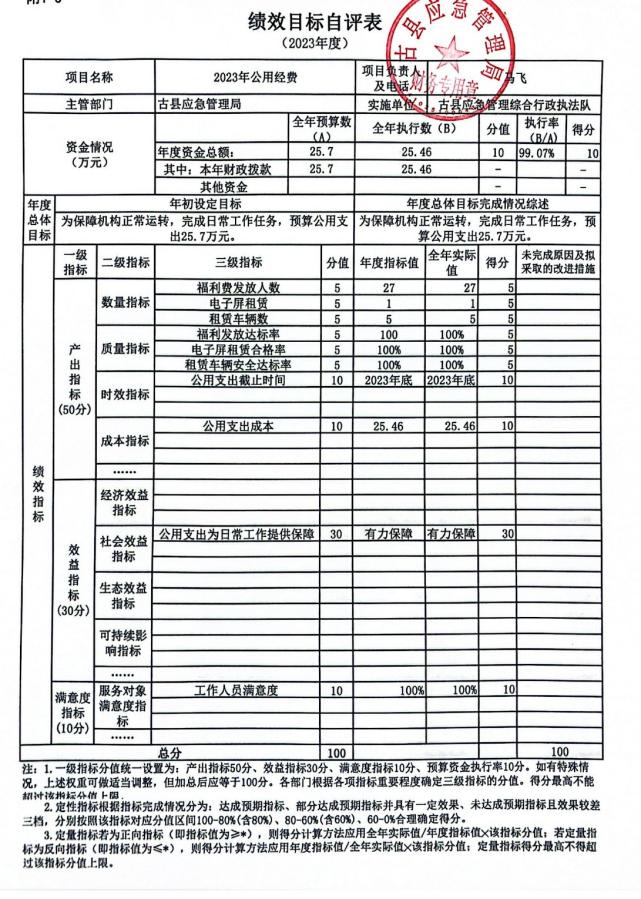 绩效目标自评表
（2023年度）
古县应急管理局
财务专用章
项目名称 2023年公用经费 项目负责人及电话 马飞
主管部门 古县应急管理局 实施单位 古县应急管理综合行政执法队
资金情况（万元） 全年预算数（A） 全年执行数（B） 分值 执行率（B/A） 得分
年度资金总额： 25.7 25.46 10 99.07% 10
其中：本年财政拨款 25.7 25.46 - -
其他资金 - -
年度总体目标 年初设定目标 年度总体目标完成情况综述
为保障机构正常运转，完成日常工作任务，预算公用支出25.7万元。 为保障机构正常运转，完成日常工作任务，预算公用支出25.7万元。
绩效指标 一级指标 二级指标 三级指标 分值 年度指标值 全年实际值 得分 未完成原因及拟采取的改进措施
产出指标(50分) 数量指标 福利费发放人数 5 27 27 5
电子屏租赁 5 1 1 5
租赁车辆数 5 5 5 5
质量指标 福利发放达标率 5 100 100% 5
电子屏租赁合格率 5 100% 100% 5
租赁车辆安全达标率 5 100% 100% 5
时效指标 公用支出截止时间 10 2023年底 2023年底 10
成本指标 公用支出成本 10 25.46 25.46 10
……
效益指标(30分) 经济效益指标
社会效益指标 公用支出为日常工作提供保障 30 有力保障 有力保障 30
生态效益指标
可持续影响指标
……
满意度指标(10分) 服务对象满意度指标 工作人员满意度 10 100% 100% 10
……
总分 100 100
注：1.一级指标分值统一设置为：产出指标50分、效益指标30分、满意度指标10分、预算资金执行率10分。如有特殊情
况，上述权重可做适当调整，但加总后应等于100分。各部门根据各项指标重要程度确定三级指标的分值。得分最高不能
超过该指标分值上限。
2.定性指标根据指标完成情况分为：达成预期指标、部分达成预期指标并具有一定效果、未达成预期指标且效果较差
三档，分别按照该指标对应分值区间100-80%(含80%)、80-60%(含60%)、60-0%合理确定得分。
3.定量指标若为正向指标（即指标值为≥*），则得分计算方法应用全年实际值/年度指标值×该指标分值；若定量指
标为反向指标（即指标值为≤*），则得分计算方法应用年度指标值/全年实际值×该指标分值；定量指标得分最高不得超
过该指标分值上限。